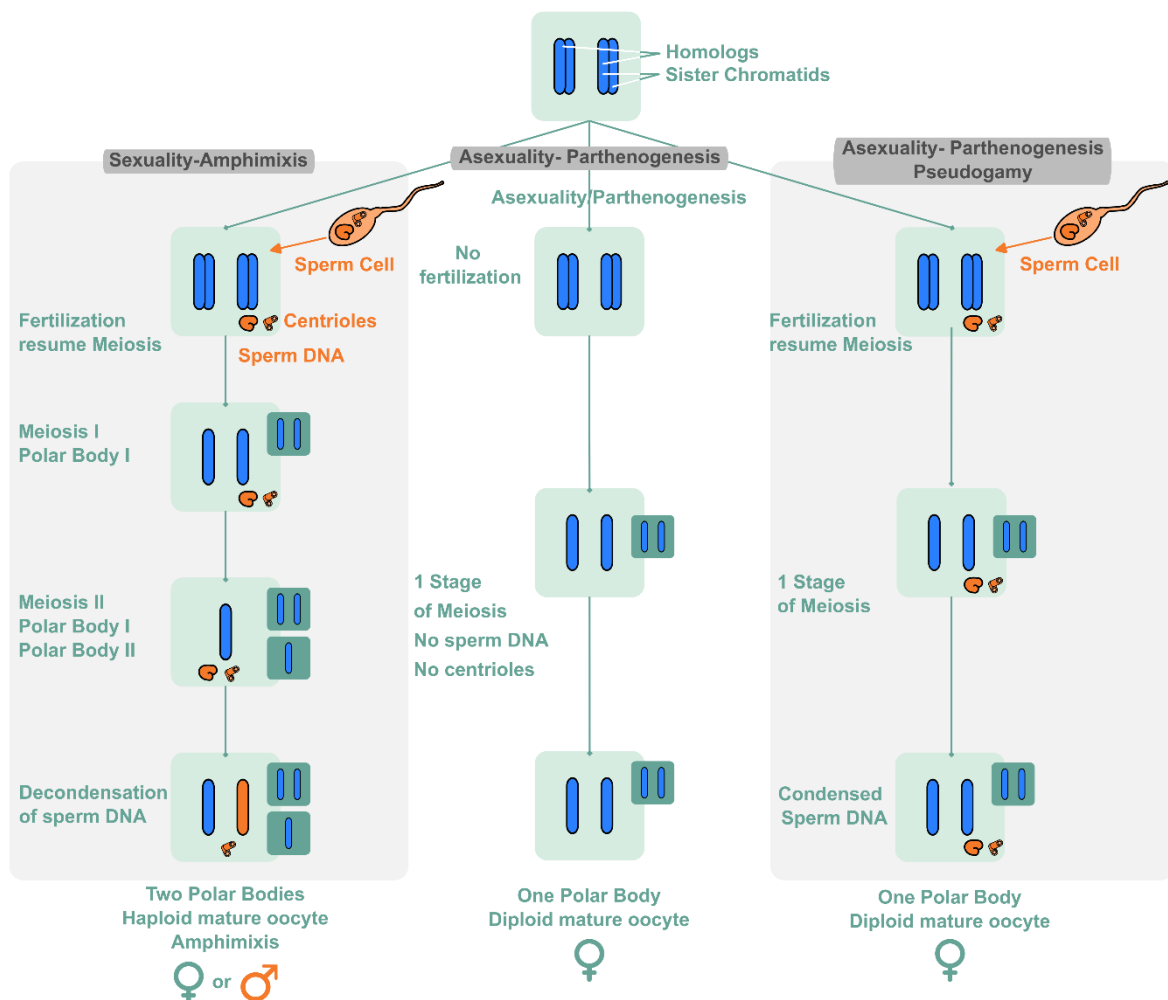 Homologs
Sister Chromatids
Sexuality-Amphimixis
Asexuality- Parthenogenesis
Asexuality- Parthenogenesis
Pseudogamy
Asexuality/Parthenogenesis
Sperm Cell
No
fertilization
Sperm Cell
Fertilization
resume Meiosis
Centrioles
Sperm DNA
Fertilization
resume Meiosis
Meiosis I
Polar Body I
Meiosis II
Polar Body I
Polar Body II
1 Stage
of Meiosis
No sperm DNA
No centrioles
1 Stage
of Meiosis
Decondensation
of sperm DNA
Condensed
Sperm DNA
Two Polar Bodies
Haploid mature oocyte
Amphimixis
or
One Polar Body
Diploid mature oocyte
One Polar Body
Diploid mature oocyte